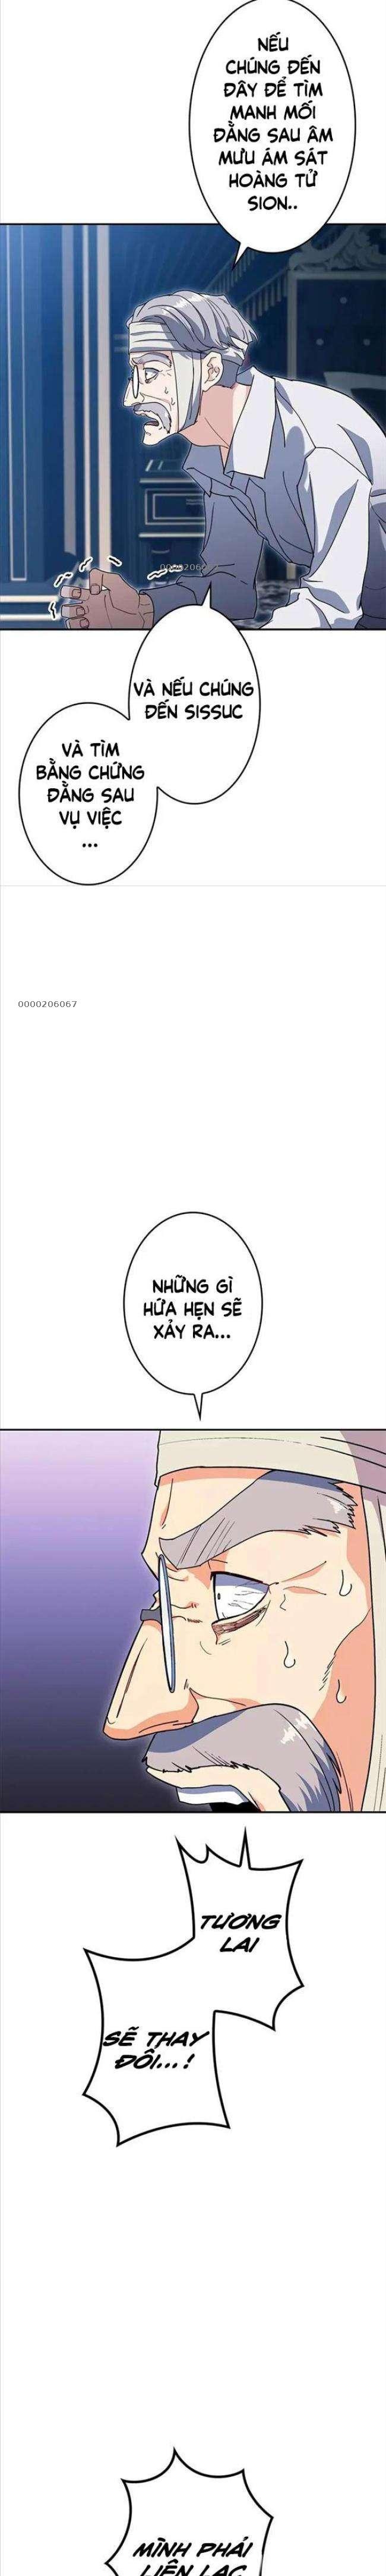 NẾU
CHÚNG ĐẾN
ĐÂY ĐỂ TÌM
MANH MỐI
ĐẰNG SAU ÂM
MƯU ÁM SÁT
HOÀNG TỬ
SION..
VÀ NẾU CHÚNG
ĐẾN SISSUC
VÀ TÌM
BẰNG CHỨNG
ĐẰNG SAU
VỤ VIỆC
...
0000206067
NHỮNG GÌ
HỨA HẸN SẼ
XẢY RA...
TƯƠNG
LAI
SẼ THAY
ĐỔI...!
MÌNH PHẢI
LIÊN LẠC